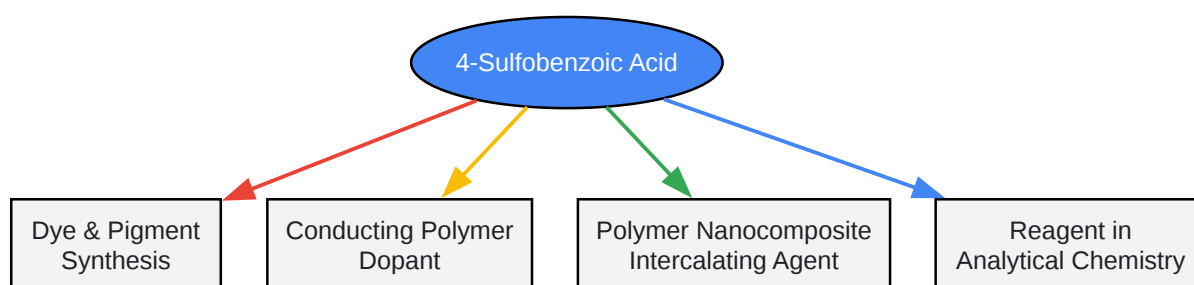 4-Sulfobenzoic Acid
Dye & Pigment
Synthesis
Conducting Polymer
Dopant
Polymer Nanocomposite
Intercalating Agent
Reagent in
Analytical Chemistry